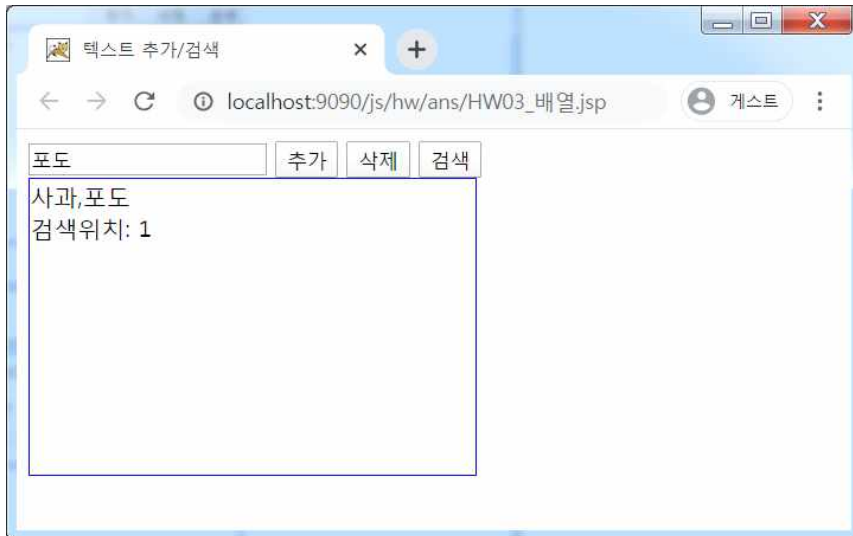 텍스트 추가/검색
localhost:9090/js/hw/ans/HW03_배열.jsp
게스트
포도 추가 삭제 검색
사과,포도
검색위치: 1